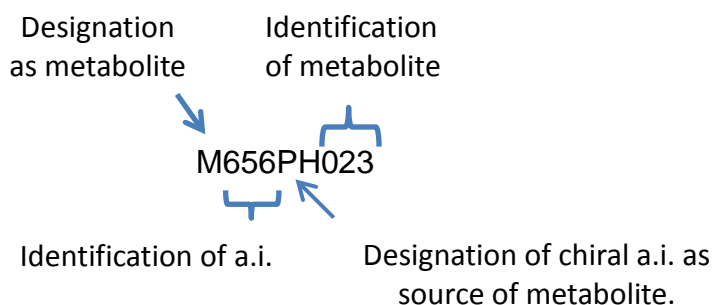 Designation
as metabolite
Identification
of metabolite
M656PH023
Identification of a.i.
Designation of chiral a.i. as
source of metabolite.